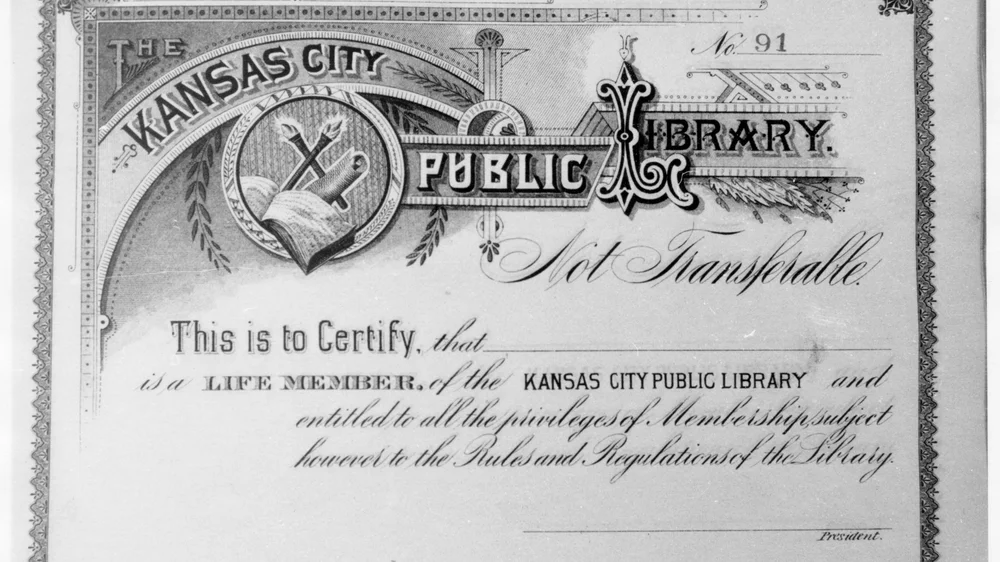 THE
KANSAS CITY
PUBLIC LIBRARY.
No. 91
Not Transferable.
This is to Certify, that
is a LIFE MEMBER, of the KANSAS CITY PUBLIC LIBRARY and
entitled to all the privileges of Membership, subject
however to the Rules and Regulations of the Library.
President.